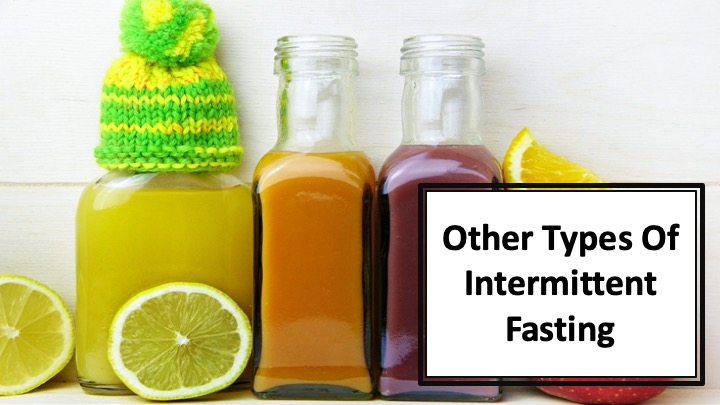 Other Types Of
Intermittent
Fasting